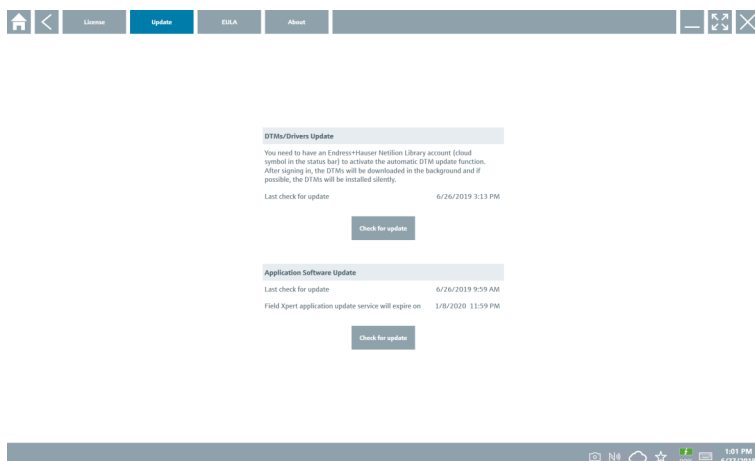 License Update EULA About
DTMs/Drivers Update
You need to have an Endress+Hauser Netilion Library account (cloud
symbol in the status bar) to activate the automatic DTM update function.
After signing in, the DTMs will be downloaded in the background and if
possible, the DTMs will be installed silently.
Last check for update 6/26/2019 3:13 PM
Check for update
Application Software Update
Last check for update 6/26/2019 9:59 AM
Field Xpert application update service will expire on 1/8/2020 11:59 PM
Check for update
1:01 PM
6/27/2019